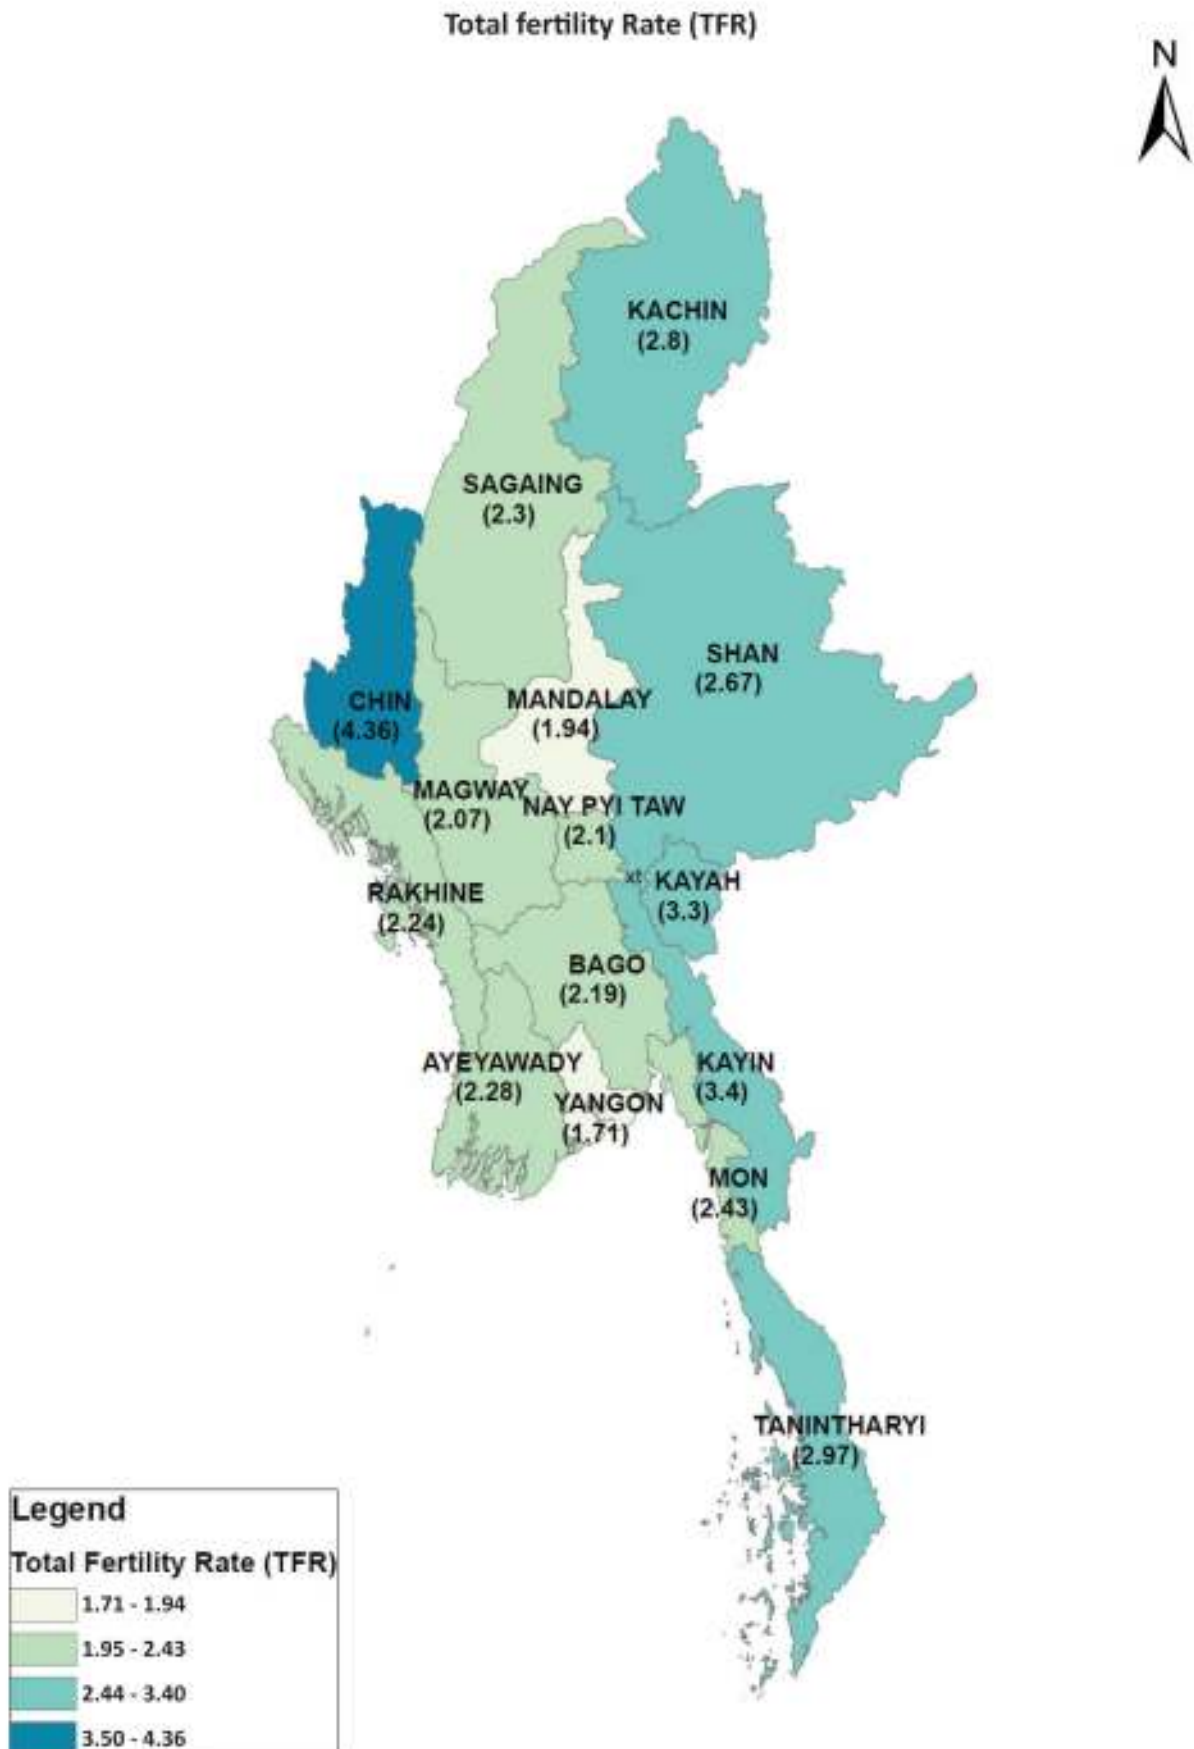 Total fertility Rate (TFR)
N
KACHIN
(2.8)
SAGAING
(2.3)
SHAN
(2.67)
CHIN
(4.36)
MANDALAY
(1.94)
MAGWAY
(2.07)
NAY PYI TAW
(2.1)
xt
KAYAH
(3.3)
RAKHINE
(2.24)
BAGO
(2.19)
AYEYAWADY
(2.28)
KAYIN
(3.4)
YANGON
(1.71)
MON
(2.43)
TANINTHARYI
(2.97)
Legend
Total Fertility Rate (TFR)
1.71 - 1.94
1.95 - 2.43
2.44 - 3.40
3.50 - 4.36